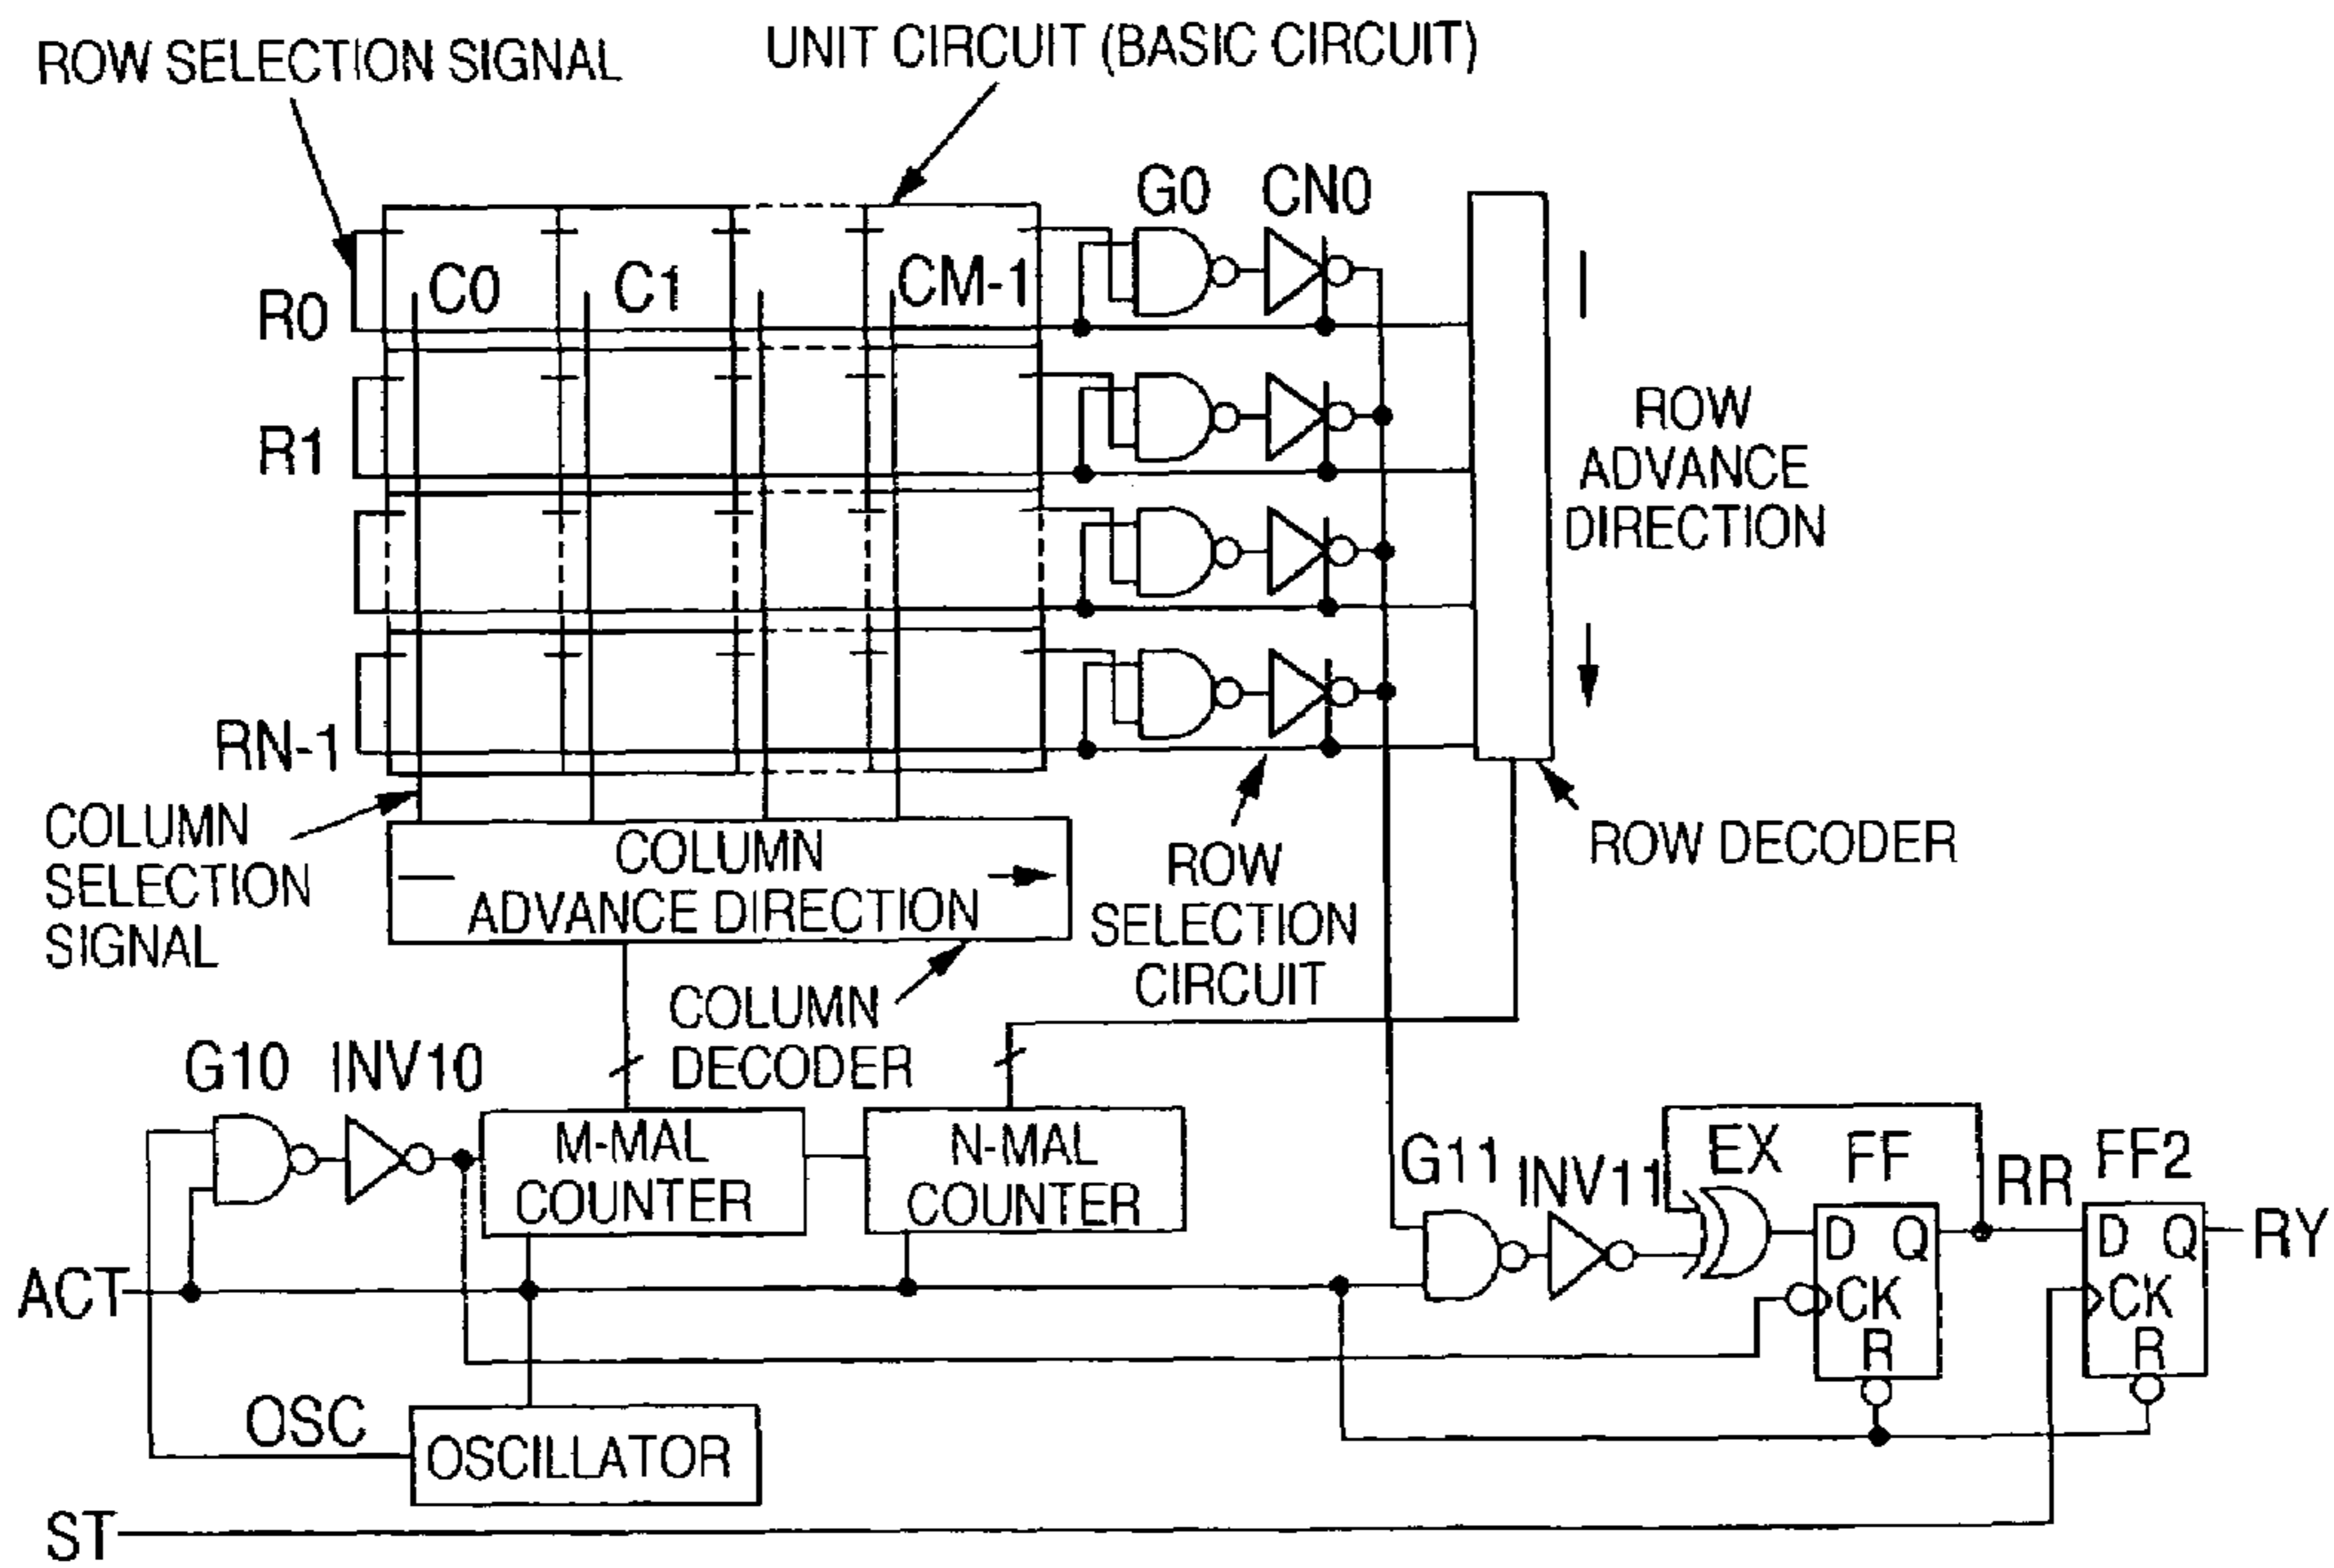 ROW SELECTION SIGNAL
UNIT CIRCUIT (BASIC CIRCUIT)
G0
CN0
C0
C1
CM-1
R0
R1
ROW
ADVANCE
DIRECTION
RN-1
COLUMN
SELECTION
SIGNAL
COLUMN
ADVANCE DIRECTION
ROW
SELECTION
CIRCUIT
ROW DECODER
COLUMN
DECODER
G10
INV10
M-MAL
COUNTER
N-MAL
COUNTER
G11
INV11
EX
FF
RR
FF2
D
Q
CK
R
D
Q
CK
R
RY
ACT
OSC
OSCILLATOR
ST